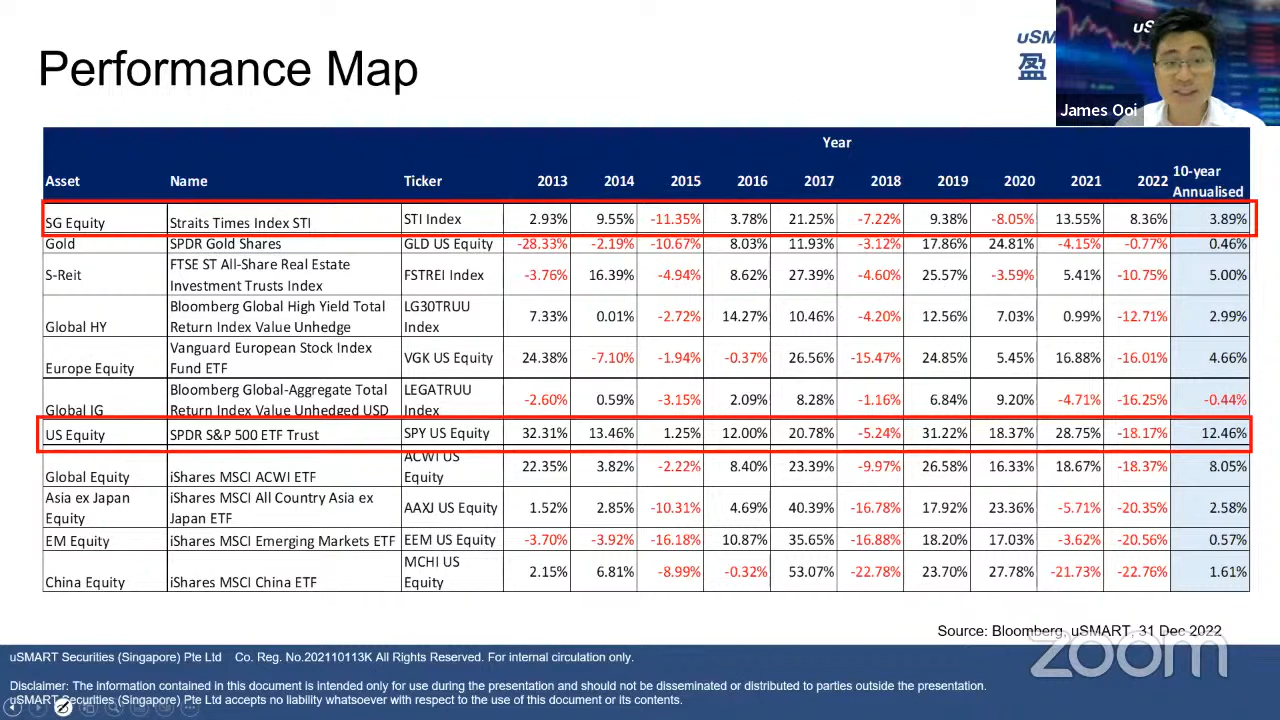 Performance Map
uSM
盈
uS
James Ooi
Year
Asset Name Ticker 2013 2014 2015 2016 2017 2018 2019 2020 2021 2022 10-year Annualised
SG Equity Straits Times Index STI STI Index 2.93% 9.55% -11.35% 3.78% 21.25% -7.22% 9.38% -8.05% 13.55% 8.36% 3.89%
Gold SPDR Gold Shares GLD US Equity -28.33% -2.19% -10.67% 8.03% 11.93% -3.12% 17.86% 24.81% -4.15% -0.77% 0.46%
S-Reit FTSE ST All-Share Real Estate Investment Trusts Index FSTREI Index -3.76% 16.39% -4.94% 8.62% 27.39% -4.60% 25.57% -3.59% 5.41% -10.75% 5.00%
Global HY Bloomberg Global High Yield Total Return Index Value Unhedge LG30TRUU Index 7.33% 0.01% -2.72% 14.27% 10.46% -4.20% 12.56% 7.03% 0.99% -12.71% 2.99%
Europe Equity Vanguard European Stock Index Fund ETF VGK US Equity 24.38% -7.10% -1.94% -0.37% 26.56% -15.47% 24.85% 5.45% 16.88% -16.01% 4.66%
Global IG Bloomberg Global-Aggregate Total Return Index Value Unhedged USD LEGATRUU Index -2.60% 0.59% -3.15% 2.09% 8.28% -1.16% 6.84% 9.20% -4.71% -16.25% -0.44%
US Equity SPDR S&P 500 ETF Trust SPY US Equity 32.31% 13.46% 1.25% 12.00% 20.78% -5.24% 31.22% 18.37% 28.75% -18.17% 12.46%
Global Equity iShares MSCI ACWI ETF ACWI US Equity 22.35% 3.82% -2.22% 8.40% 23.39% -9.97% 26.58% 16.33% 18.67% -18.37% 8.05%
Asia ex Japan Equity iShares MSCI All Country Asia ex Japan ETF AAXJ US Equity 1.52% 2.85% -10.31% 4.69% 40.39% -16.78% 17.92% 23.36% -5.71% -20.35% 2.58%
EM Equity iShares MSCI Emerging Markets ETF EEM US Equity -3.70% -3.92% -16.18% 10.87% 35.65% -16.88% 18.20% 17.03% -3.62% -20.56% 0.57%
China Equity iShares MSCI China ETF MCHI US Equity 2.15% 6.81% -8.99% -0.32% 53.07% -22.78% 23.70% 27.78% -21.73% -22.76% 1.61%
Source: Bloomberg, uSMART, 31 Dec 2022
zoom
uSMART Securities (Singapore) Pte Ltd Co. Reg. No.202110113K All Rights Reserved. For internal circulation only.
Disclaimer: The information contained in this document is intended only for use during the presentation and should not be disseminated or distributed to parties outside the presentation.
uSMART Securities (Singapore) Pte Ltd accepts no liability whatsoever with respect to the use of this document or its contents.